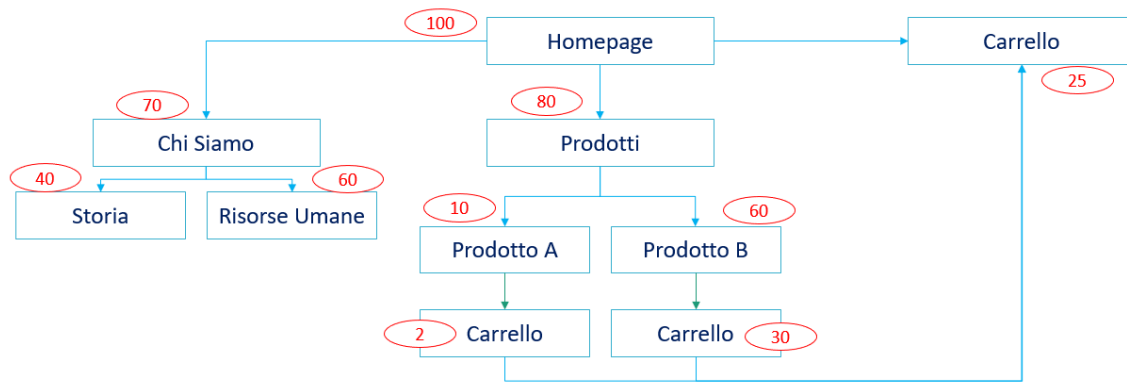 100
Homepage
Carrello
25
70
80
Chi Siamo
Prodotti
40
60
Storia
Risorse Umane
10
60
Prodotto A
Prodotto B
2
Carrello
Carrello
30